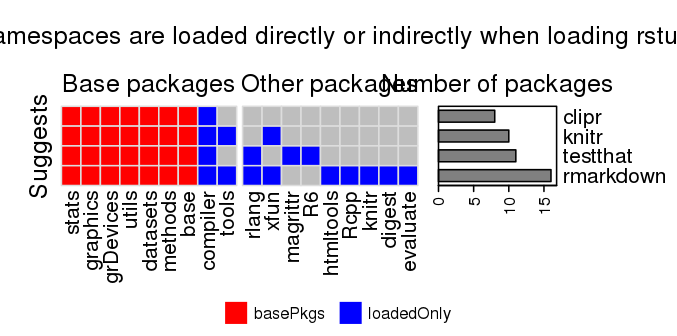 amespaces are loaded directly or indirectly when loading rstu
Base packages
Other packages
Number of packages
Suggests
clipr
knitr
testthat
rmarkdown
stats
graphics
grDevices
utils
datasets
methods
base
compiler
tools
rlang
xfun
magrittr
R6
htmltools
Rcpp
knitr
digest
evaluate
0
5
10
15
basePkgs
loadedOnly